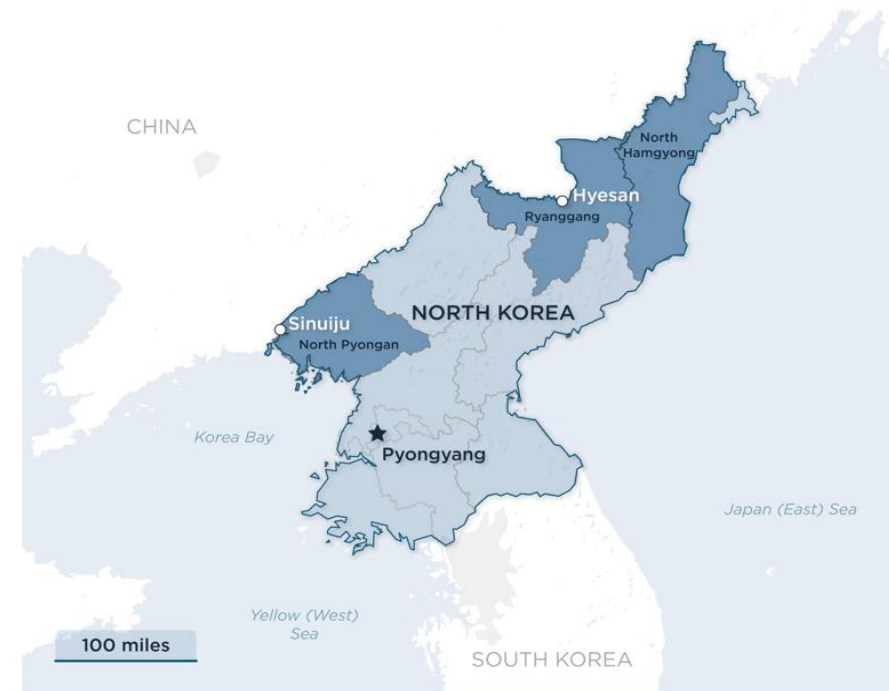 CHINA
North
Hamgyong
Hyesan
Ryanggang
NORTH KOREA
Sinuiju
North Pyongan
Korea Bay
Pyongyang
Japan (East) Sea
Yellow (West)
Sea
100 miles
SOUTH KOREA